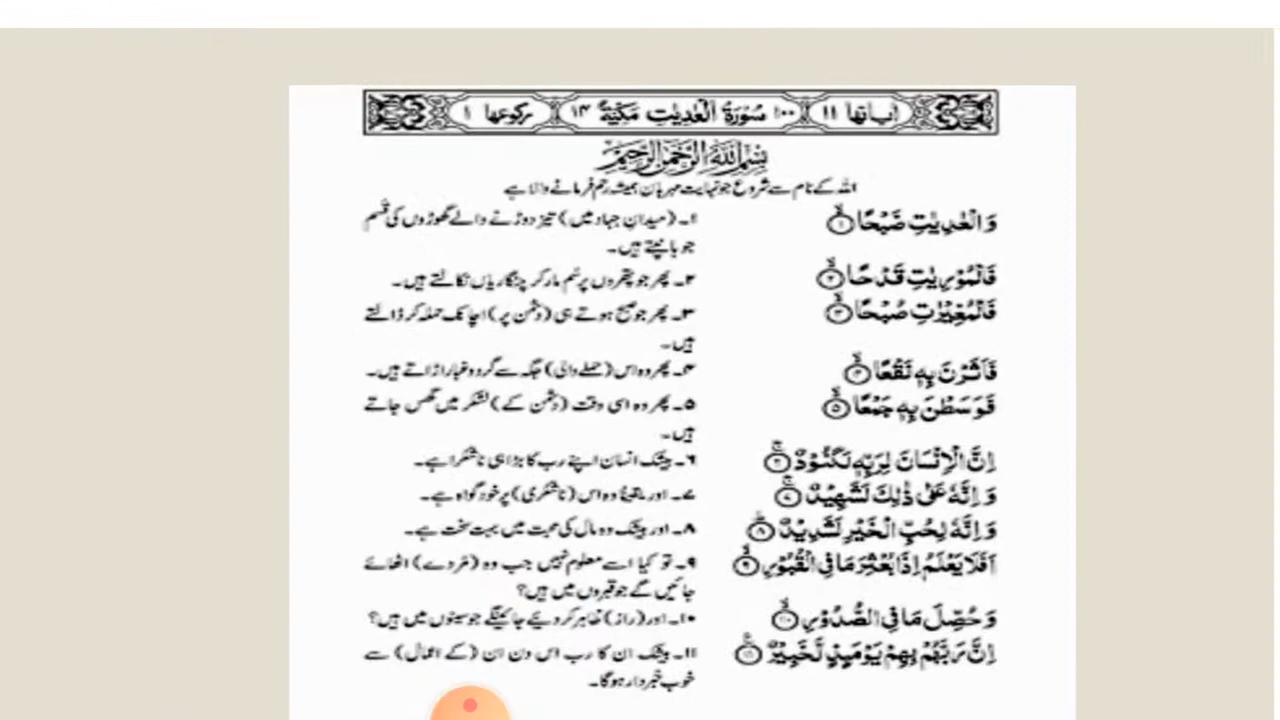 اٰیاتھا ۱۱ ۱۰۰ سُوۡرَۃُ الۡعٰدِیٰتِ مَکِّیَّۃٌ ۱۴ رکوعھا ۱
بِسۡمِ اللّٰہِ الرَّحۡمٰنِ الرَّحِیۡمِ
اللہ کے نام سے شروع جو نہایت مہربان ہمیشہ رحم فرمانے والا ہے
وَالۡعٰدِیٰتِ ضَبۡحًا ۙ﴿۱﴾
۱۔ (میدانِ جہاد میں) تیز دوڑنے والے گھوڑوں کی قَسم
جو ہانپتے ہیں۔
فَالۡمُوۡرِیٰتِ قَدۡحًا ۙ﴿۲﴾
۲۔ پھر جو پتھروں پر سُم مار کر چنگاریاں نکالتے ہیں۔
فَالۡمُغِیۡرٰتِ صُبۡحًا ۙ﴿۳﴾
۳۔ پھر جو صبح ہوتے ہی (دشمن پر) اچانک حملہ کر ڈالتے
ہیں۔
فَاَثَرۡنَ بِہٖ نَقۡعًا ۙ﴿۴﴾
۴۔ پھر وہ اس (حملے والی) جگہ سے گرد و غبار اڑاتے ہیں۔
فَوَسَطۡنَ بِہٖ جَمۡعًا ۙ﴿۵﴾
۵۔ پھر وہ اسی وقت (دشمن کے) لشکر میں گھس جاتے
ہیں۔
اِنَّ الۡاِنۡسَانَ لِرَبِّہٖ لَکَنُوۡدٌ ۚ﴿۶﴾
۶۔ بیشک انسان اپنے رب کا بڑا ہی ناشکرا ہے۔
وَ اِنَّہٗ عَلٰی ذٰلِکَ لَشَہِیۡدٌ ۚ﴿۷﴾
۷۔ اور یقیناً وہ اس (ناشکری) پر خود گواہ ہے۔
وَ اِنَّہٗ لِحُبِّ الۡخَیۡرِ لَشَدِیۡدٌ ؕ﴿۸﴾
۸۔ اور بیشک وہ مال کی محبت میں بہت سخت ہے۔
اَفَلَا یَعۡلَمُ اِذَا بُعۡثِرَ مَا فِی الۡقُبُوۡرِ ۙ﴿۹﴾
۹۔ تو کیا اسے معلوم نہیں جب وہ (مُردے) اٹھائے
جائیں گے جو قبروں میں ہیں؟
وَ حُصِّلَ مَا فِی الصُّدُوۡرِ ۙ﴿۱۰﴾
۱۰۔ اور (راز) ظاہر کر دیئے جائینگے جو سینوں میں ہیں؟
اِنَّ رَبَّہُمۡ بِہِمۡ یَوۡمَئِذٍ لَّخَبِیۡرٌ ﴿۱۱﴾
۱۱۔ بیشک ان کا رب اس دن ان (کے اعمال) سے
خوب خبردار ہوگا۔